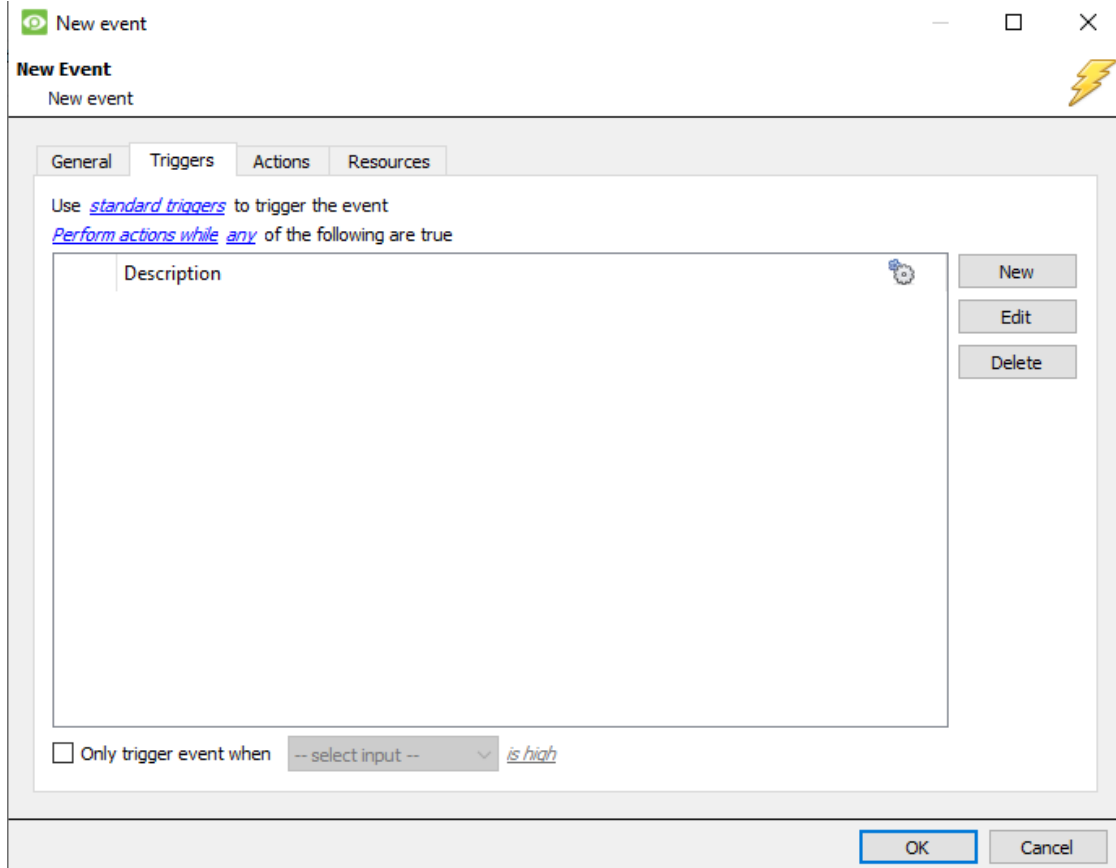 New event
New Event
New event
General Triggers Actions Resources
Use standard triggers to trigger the event
Perform actions while any of the following are true
Description
New
Edit
Delete
Only trigger event when -- select input -- is high
OK Cancel